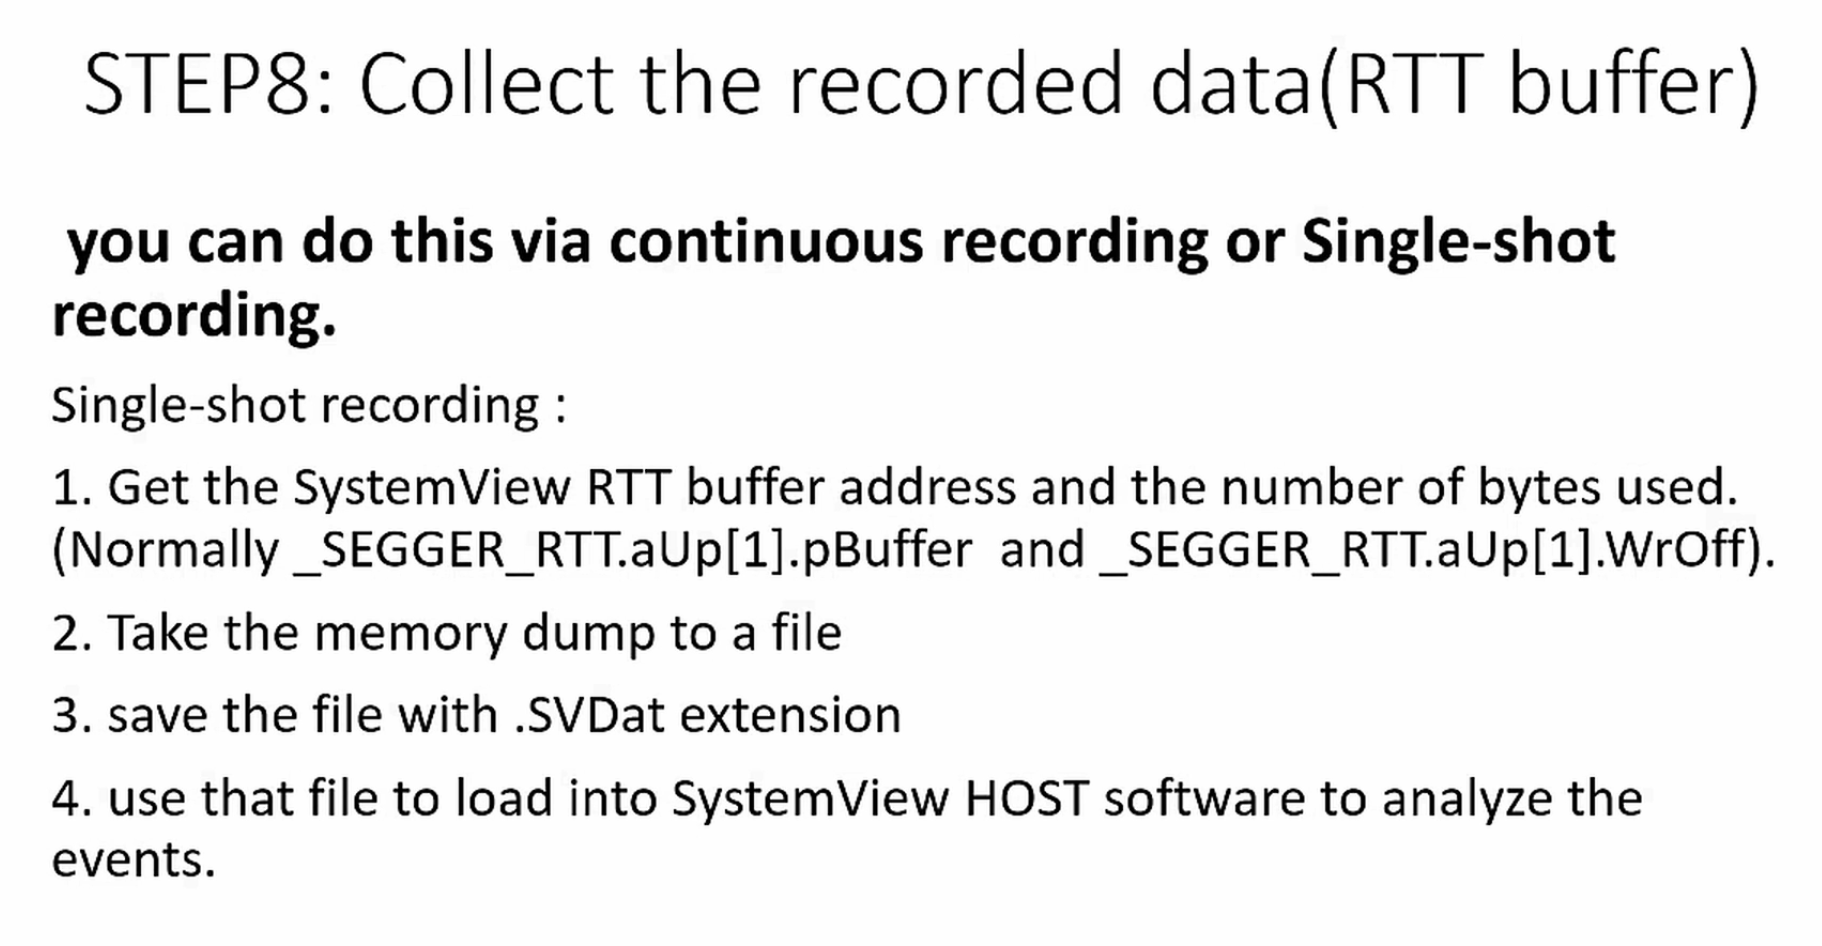 STEP8: Collect the recorded data(RTT buffer)
you can do this via continuous recording or Single-shot
recording.
Single-shot recording :
1. Get the SystemView RTT buffer address and the number of bytes used.
(Normally _SEGGER_RTT.aUp[1].pBuffer  and _SEGGER_RTT.aUp[1].WrOff).
2. Take the memory dump to a file
3. save the file with .SVDat extension
4. use that file to load into SystemView HOST software to analyze the
events.